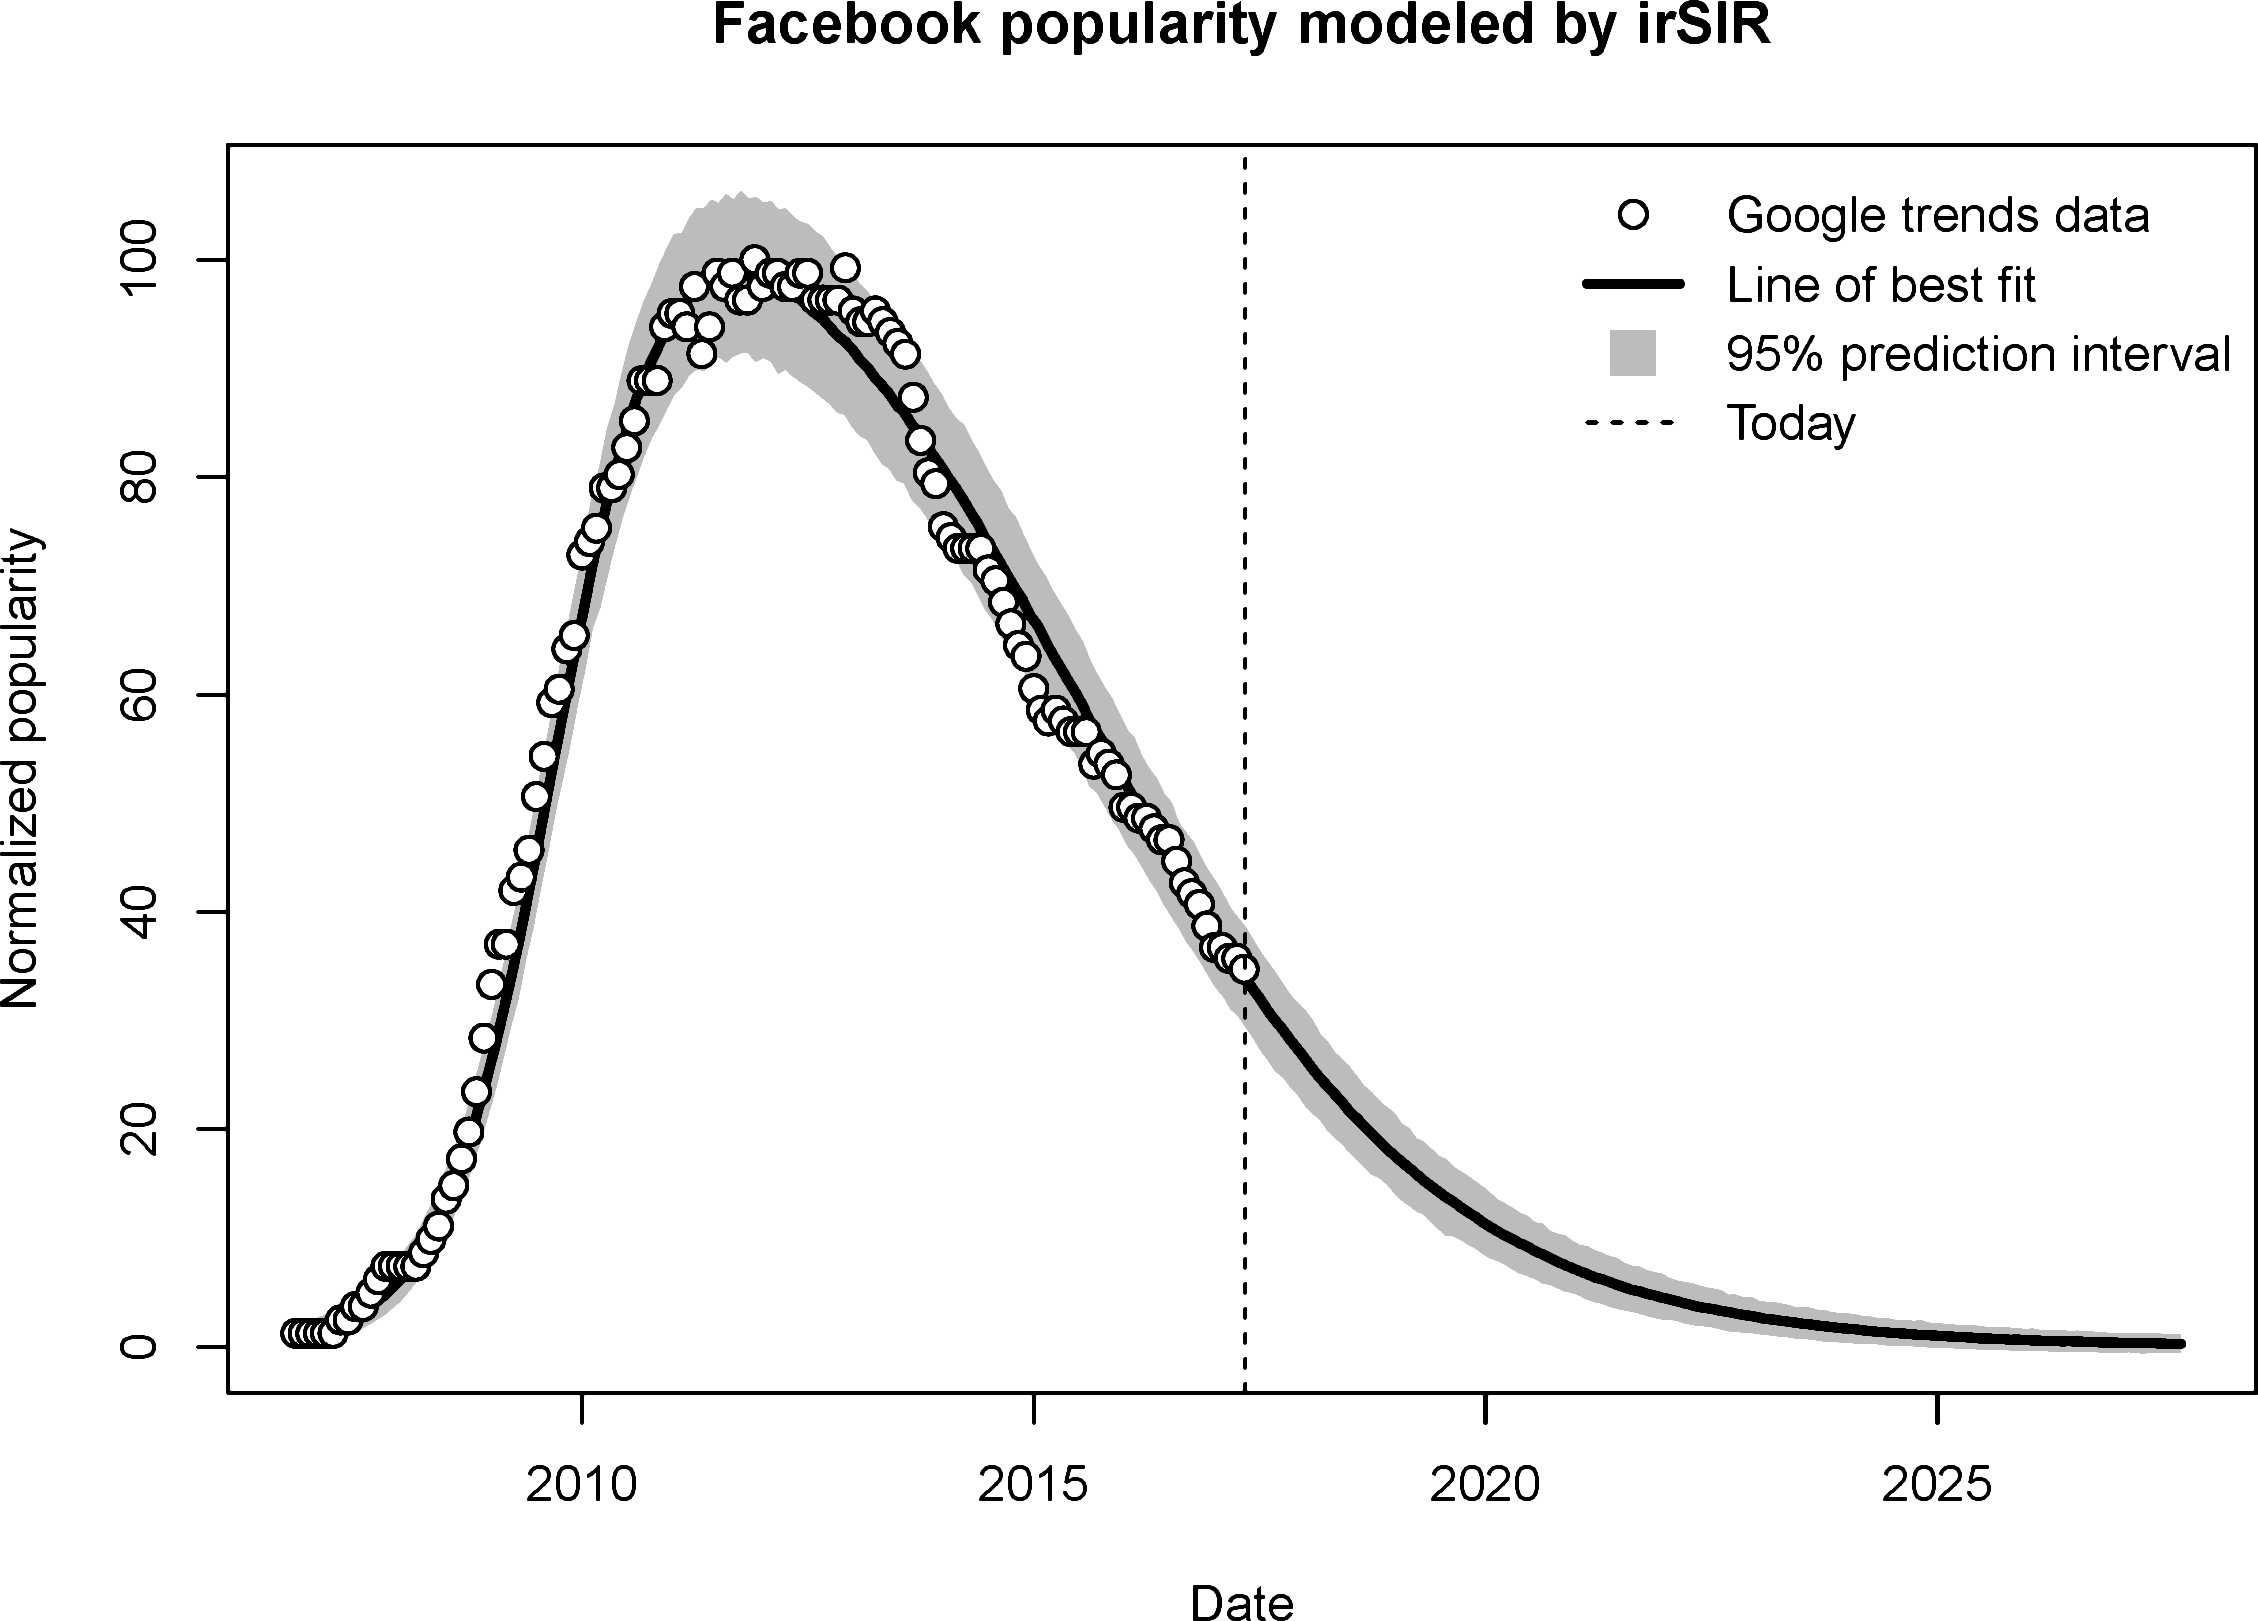 Facebook popularity modeled by irSIR
Google trends data
Line of best fit
95% prediction interval
Today
Normalized popularity
100
80
60
40
20
0
2010 2015 2020 2025
Date